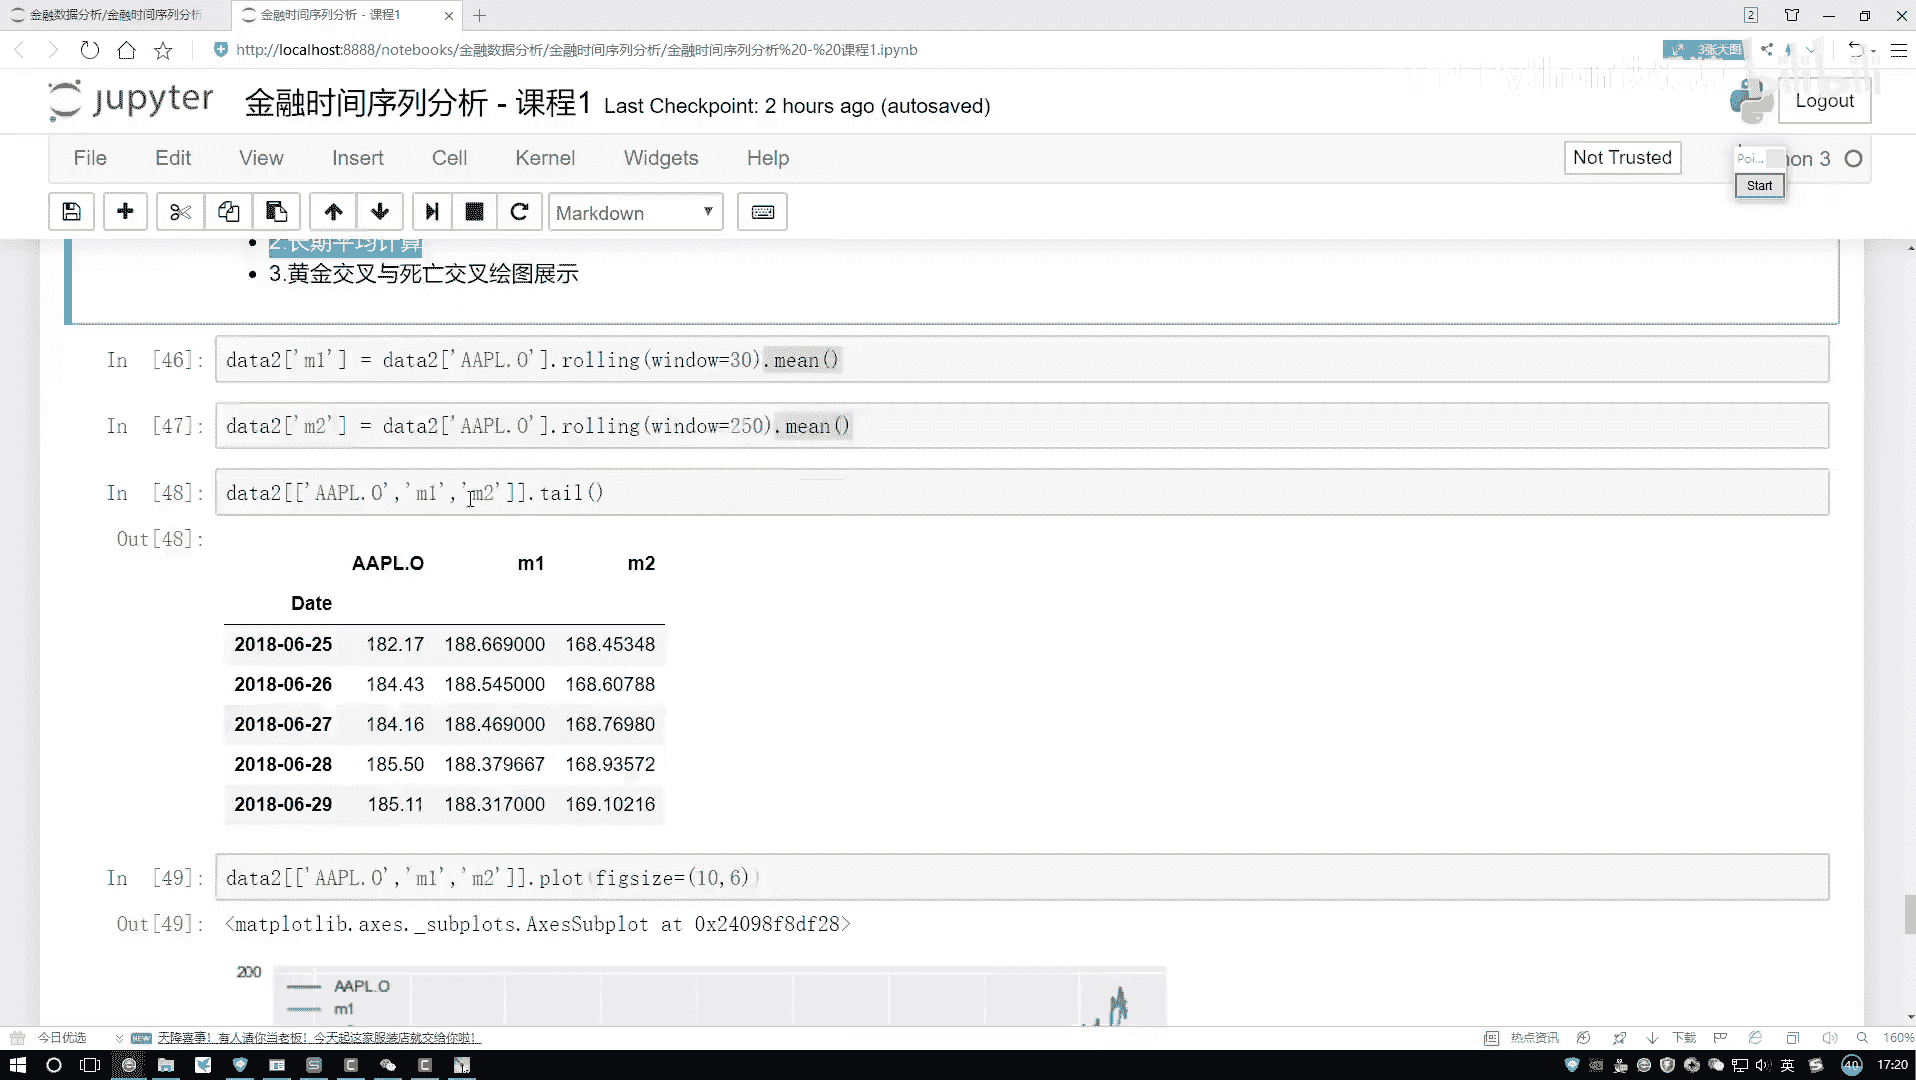 金融数据分析/金融时间序列分析
金融时间序列分析 - 课程1
2
http://localhost:8888/notebooks/金融数据分析/金融时间序列分析/金融时间序列分析%20-%20课程1.ipynb
3张大图
bilibili
jupyter
金融时间序列分析 - 课程1 Last Checkpoint: 2 hours ago (autosaved)
Logout
File Edit View Insert Cell Kernel Widgets Help
Not Trusted
Poi...
hon 3
Start
Markdown
2.长期平均计算
3.黄金交叉与死亡交叉绘图展示
In [46]: data2['m1'] = data2['AAPL.O'].rolling(window=30).mean()
In [47]: data2['m2'] = data2['AAPL.O'].rolling(window=250).mean()
In [48]: data2[['AAPL.O','m1','m2']].tail()
Out[48]:
AAPL.O m1 m2
Date
2018-06-25 182.17 188.669000 168.45348
2018-06-26 184.43 188.545000 168.60788
2018-06-27 184.16 188.469000 168.76980
2018-06-28 185.50 188.379667 168.93572
2018-06-29 185.11 188.317000 169.10216
In [49]: data2[['AAPL.O','m1','m2']].plot(figsize=(10,6))
Out[49]: <matplotlib.axes._subplots.AxesSubplot at 0x24098f8df28>
200
AAPL.O
m1
今日优选
NEW
天降喜事！有人请你当老板！今天起这家服装店就交给你啦！
热点资讯
下载
160%
英
40
17:20